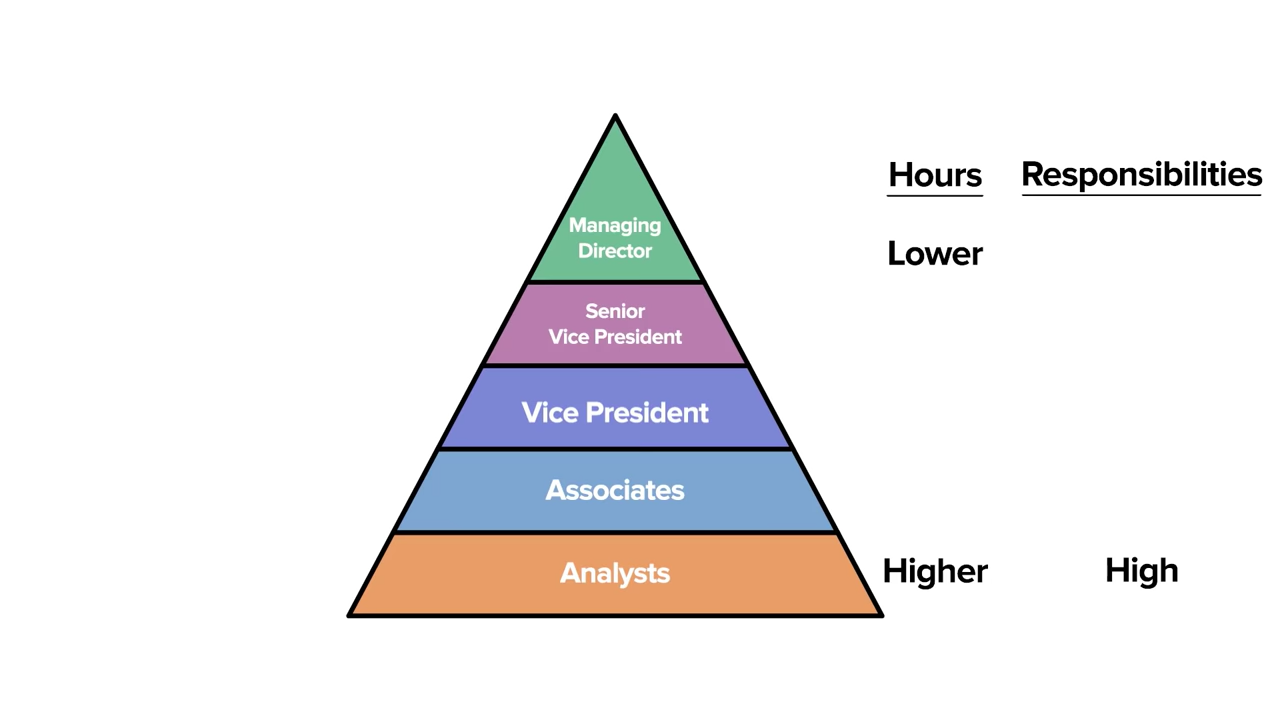 Hours Responsibilities
Managing
Director
Lower
Senior
Vice President
Vice President
Associates
Analysts
Higher
High